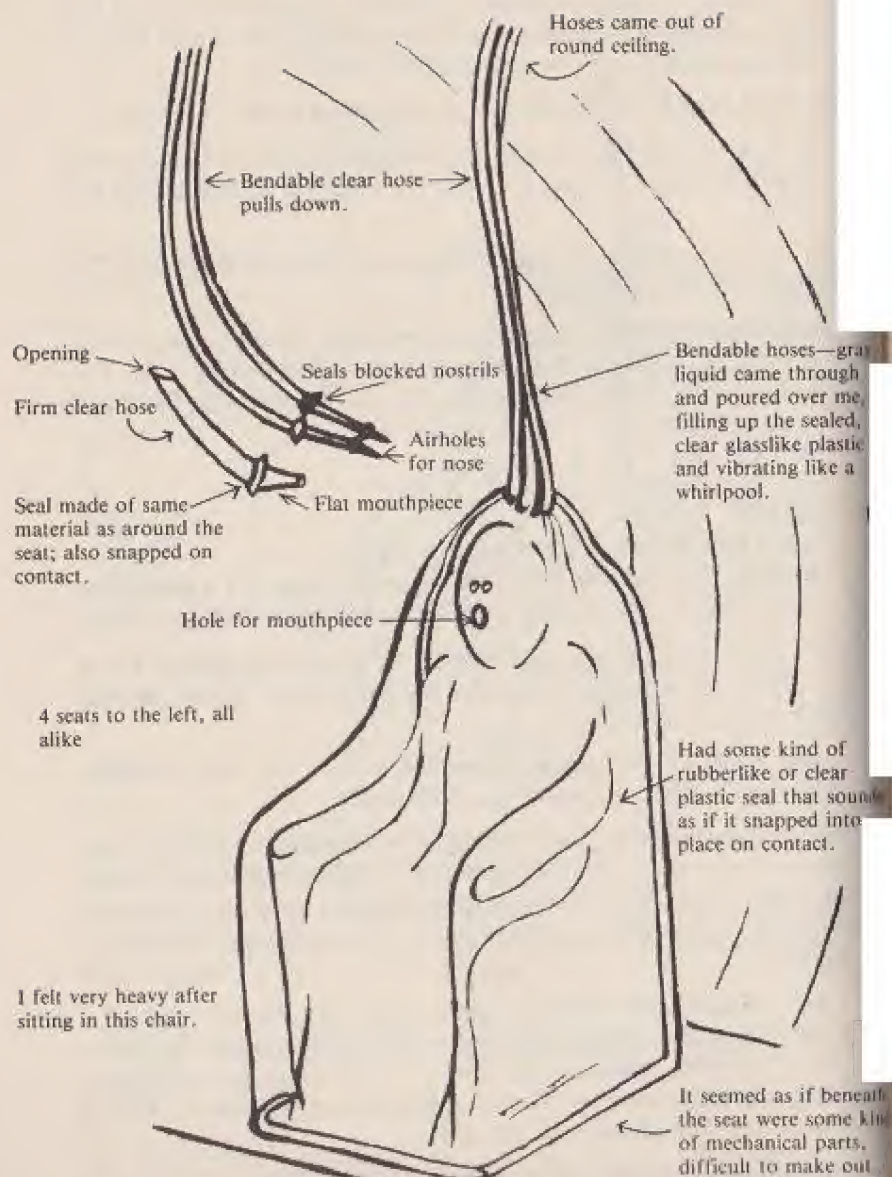 Hoses came out of
round ceiling.
Bendable clear hose
pulls down.
Opening
Firm clear hose
Seals blocked nostrils
Airholes
for nose
Flat mouthpiece
Seal made of same
material as around the
seat; also snapped on
contact.
Bendable hoses—gray
liquid came through
and poured over me,
filling up the sealed,
clear glasslike plastic
and vibrating like a
whirlpool.
Hole for mouthpiece
4 seats to the left, all
alike
Had some kind of
rubberlike or clear
plastic seal that
as if it snapped into
place on contact.
I felt very heavy after
sitting in this chair.
It seemed as if beneath
the seat were some kind
of mechanical parts,
difficult to make out